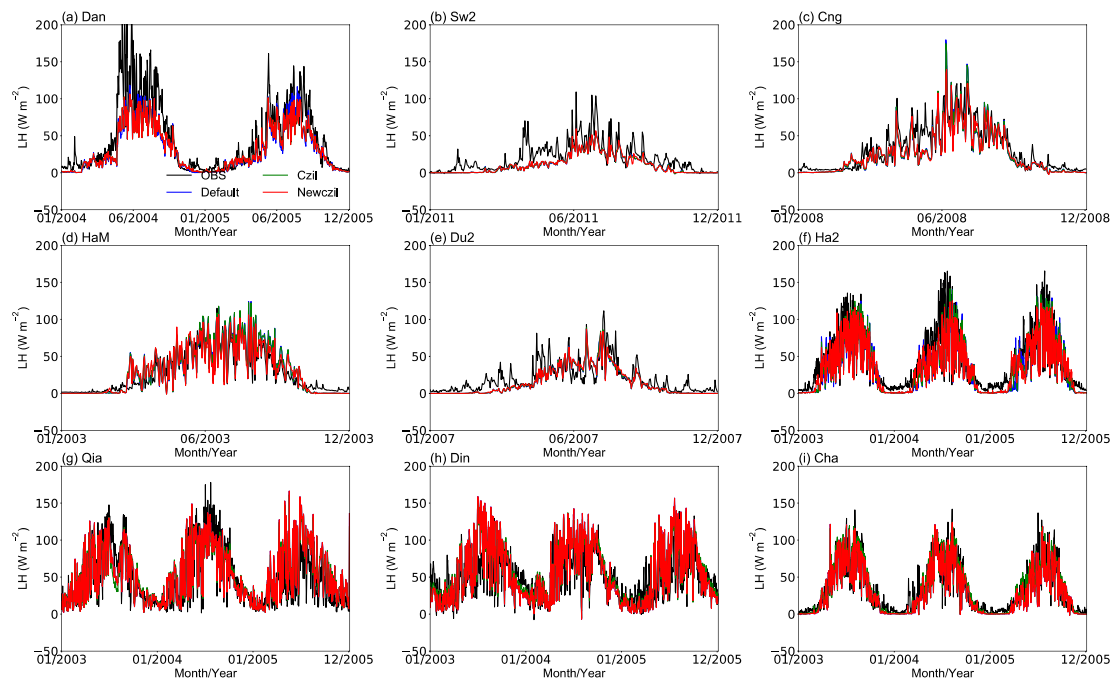 (a) Dan
LH (W m−2)
200
150
100
50
0
−50
OBS
Default
Czil
Newczil
01/2004 06/2004 01/2005 06/2005 12/2005
Month/Year
(b) Sw2
LH (W m−2)
200
150
100
50
0
−50
01/2011 06/2011 12/2011
Month/Year
(c) Cng
LH (W m−2)
200
150
100
50
0
−50
01/2008 06/2008 12/2008
Month/Year
(d) HaM
LH (W m−2)
200
150
100
50
0
−50
01/2003 06/2003 12/2003
Month/Year
(e) Du2
LH (W m−2)
200
150
100
50
0
−50
01/2007 06/2007 12/2007
Month/Year
(f) Ha2
LH (W m−2)
200
150
100
50
0
−50
01/2003 01/2004 01/2005 12/2005
Month/Year
(g) Qia
LH (W m−2)
200
150
100
50
0
−50
01/2003 01/2004 01/2005 12/2005
Month/Year
(h) Din
LH (W m−2)
200
150
100
50
0
−50
01/2003 01/2004 01/2005 12/2005
Month/Year
(i) Cha
LH (W m−2)
200
150
100
50
0
−50
01/2003 01/2004 01/2005 12/2005
Month/Year